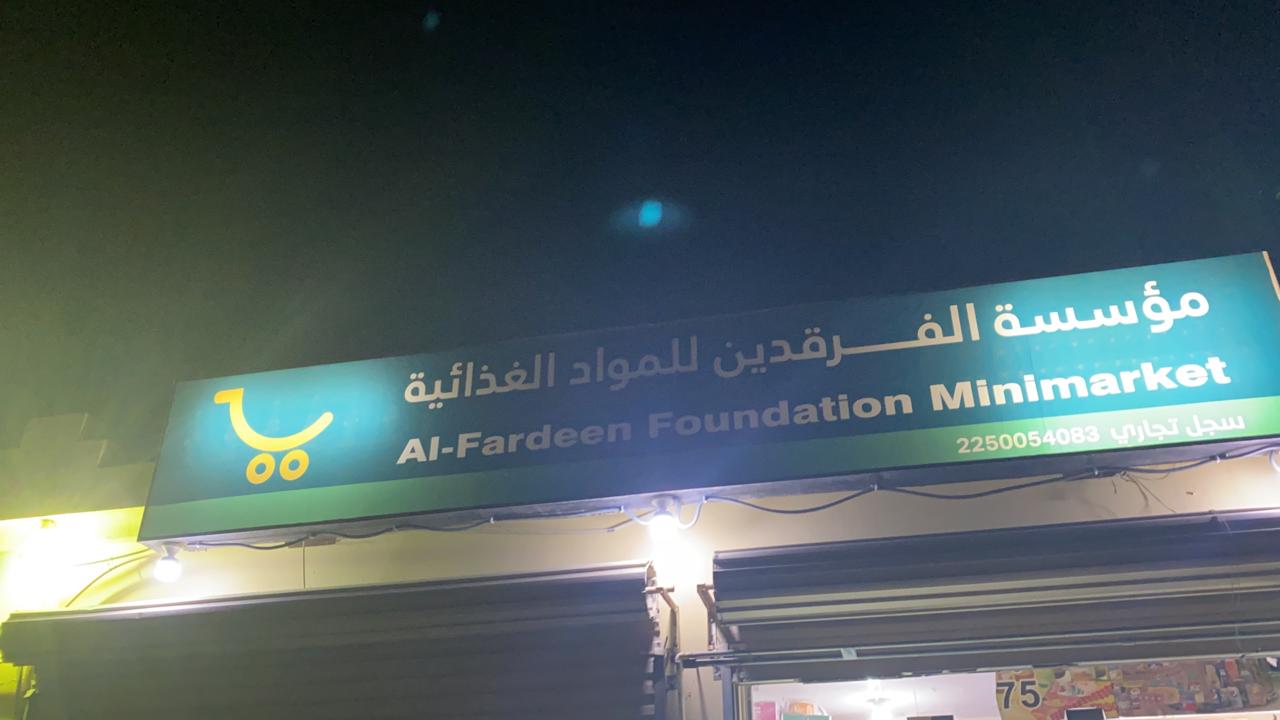 مؤسسة الفـــرقدين للمواد الغذائية
Al-Fardeen Foundation Minimarket
سجل تجاري 2250054083
75